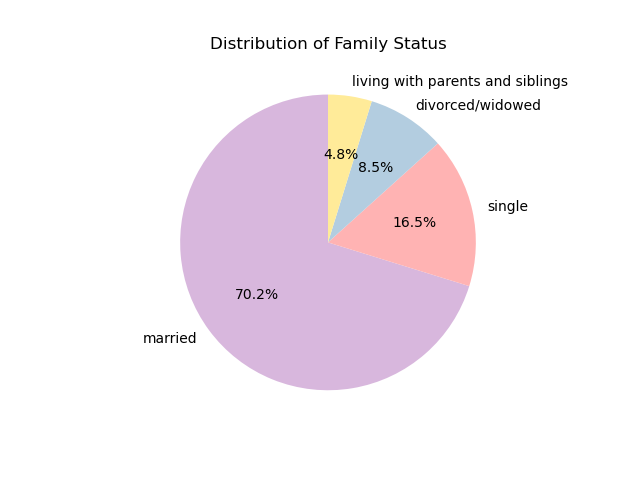 Distribution of Family Status
living with parents and siblings
divorced/widowed
4.8%
8.5%
single
16.5%
70.2%
married